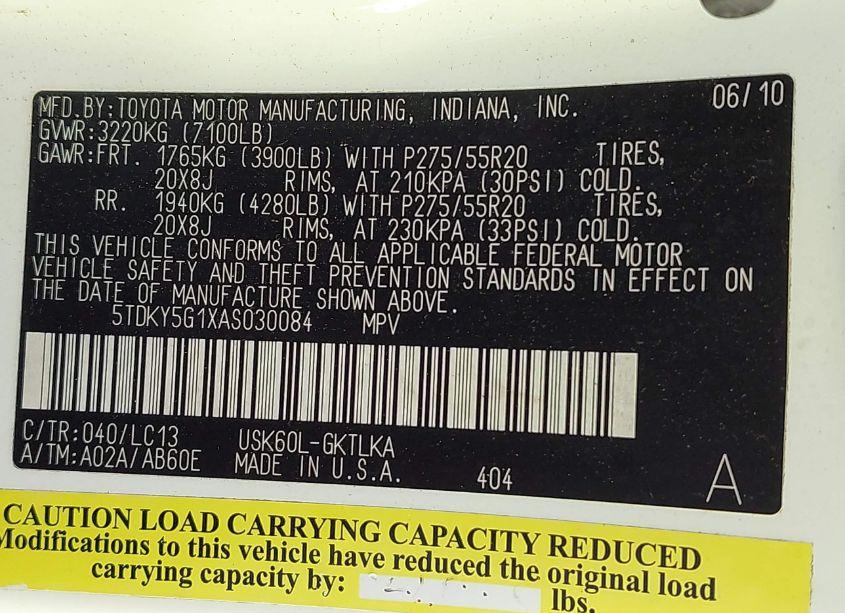 MFD.BY:TOYOTA MOTOR MANUFACTURING, INDIANA, INC. 06/10
GVWR:3220KG (7100LB)
GAWR:FRT. 1765KG (3900LB) WITH P275/55R20 TIRES,
20X8J RIMS, AT 210KPA (30PSI) COLD.
RR. 1940KG (4280LB) WITH P275/55R20 TIRES,
20X8J RIMS, AT 230KPA (33PSI) COLD.
THIS VEHICLE CONFORMS TO ALL APPLICABLE FEDERAL MOTOR
VEHICLE SAFETY AND THEFT PREVENTION STANDARDS IN EFFECT ON
THE DATE OF MANUFACTURE SHOWN ABOVE.
5TDKY5G1XAS030084 MPV
C/TR:040/LC13 USK60L-GKTLKA
A/TM:A02A/AB60E MADE IN U.S.A. 404 A
CAUTION LOAD CARRYING CAPACITY REDUCED
Modifications to this vehicle have reduced the original load
carrying capacity by: lbs.